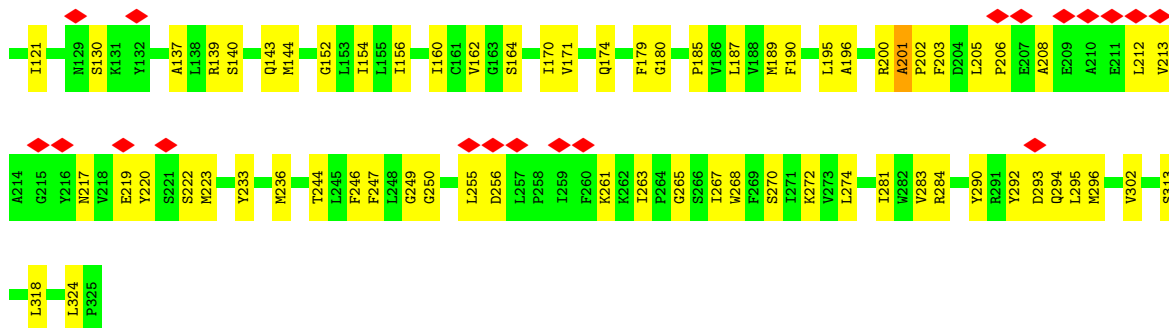 I121 N129 S130 K131 Y132 A137 L138 R139 S140 Q143 M144 G152 L153 I154 L155 I156 I160 C161 V162 G163 S164 I170 V171 Q174 F179 G180 P185 V186 L187 V188 M189 F190 L195 A196 R200 A201 P202 F203 D204 L205 P206 E207 A208 E209 A210 E211 L212 V213
A214 G215 Y216 N217 V218 E219 Y220 S221 S222 M223 Y233 M236 T244 L245 F246 F247 L248 G249 G250 L255 D256 L257 P258 I259 F260 K261 K262 I263 P264 G265 S266 I267 W268 F269 S270 I271 K272 V273 L274 I281 W282 V283 R284 Y290 R291 Y292 D293 Q294 L295 M296 V302 S313
L318 L324 P325